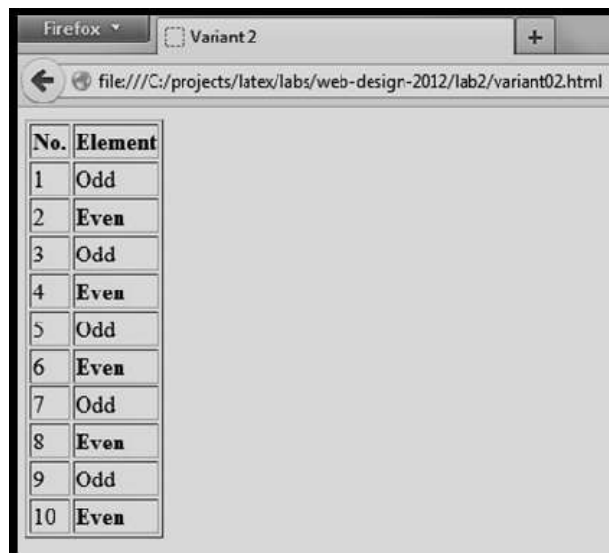 Firefox
Variant 2
+
file:///C:/projects/latex/labs/web-design-2012/lab2/variant02.html
No. Element
1 Odd
2 Even
3 Odd
4 Even
5 Odd
6 Even
7 Odd
8 Even
9 Odd
10 Even